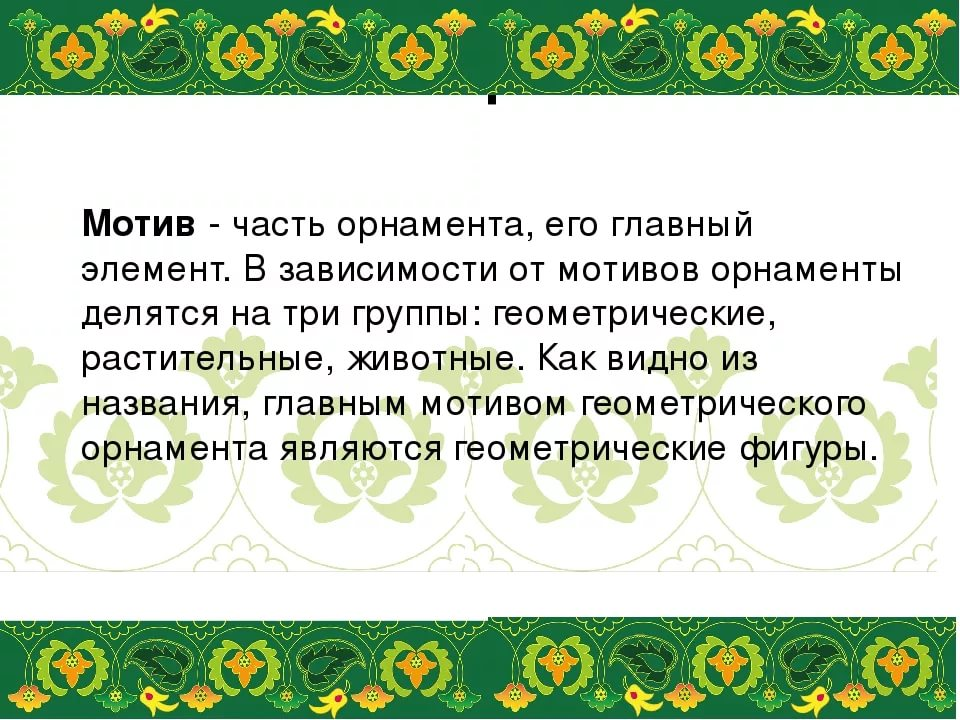 Мотив - часть орнамента, его главный
элемент. В зависимости от мотивов орнаменты
делятся на три группы: геометрические,
растительные, животные. Как видно из
названия, главным мотивом геометрического
орнамента являются геометрические фигуры.